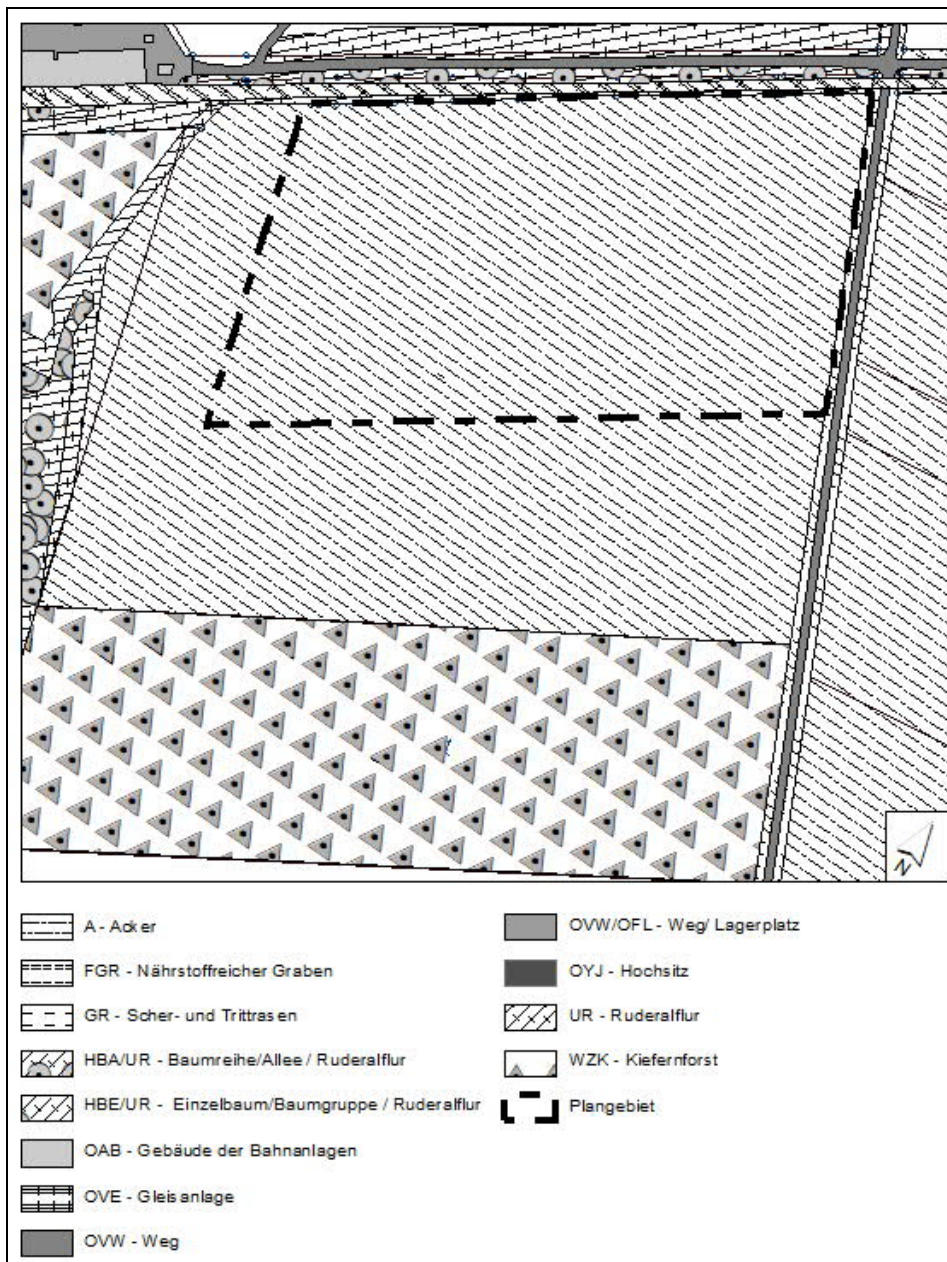 N
A - Acker
FGR - Nährstoffreicher Graben
GR - Scher- und Trittrasen
HBA/UR - Baumreihe/Allee / Ruderalflur
HBE/UR - Einzelbaum/Baumgruppe / Ruderalflur
OAB - Gebäude der Bahnanlagen
OVE - Gleisanlage
OVW - Weg
OVW/OFL - Weg/ Lagerplatz
OYJ - Hochsitz
UR - Ruderalflur
WZK - Kiefernforst
Plangebiet